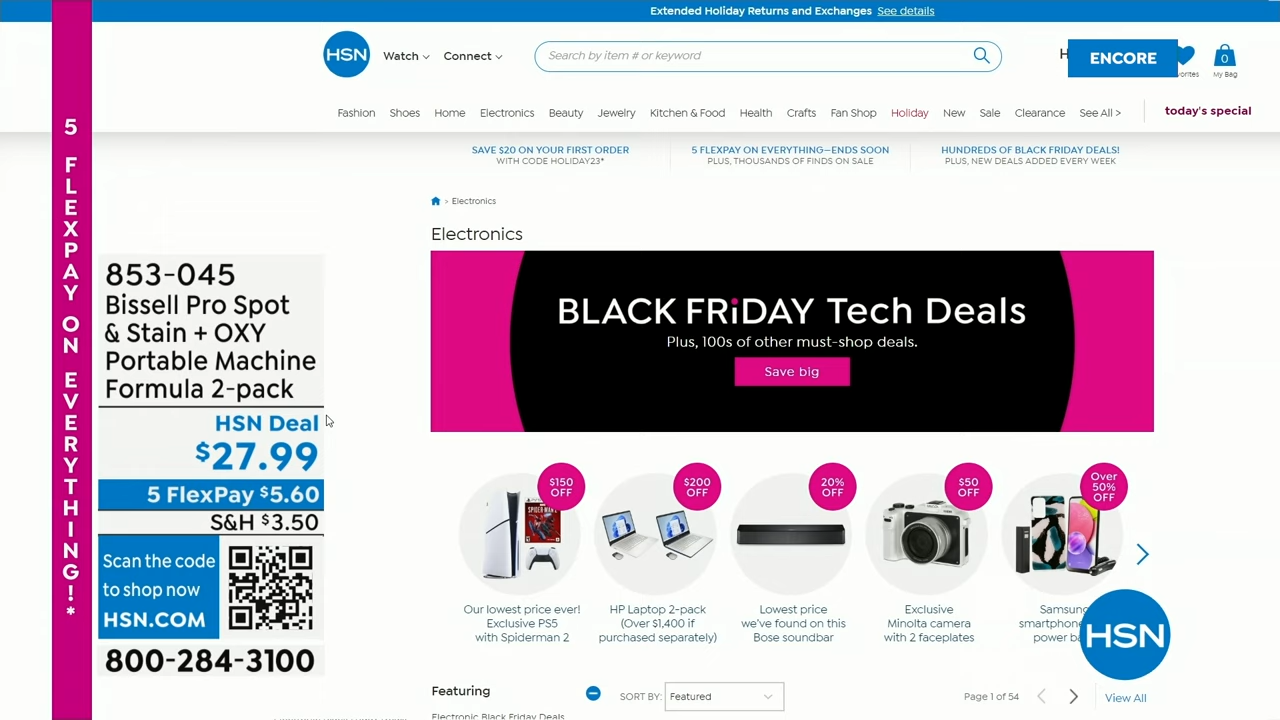 Extended Holiday Returns and Exchanges See details
HSN
Watch
Connect
Search by item # or keyword
ENCORE
0
My Bag
Fashion
Shoes
Home
Electronics
Beauty
Jewelry
Kitchen & Food
Health
Crafts
Fan Shop
Holiday
New
Sale
Clearance
See All >
today's special
SAVE $20 ON YOUR FIRST ORDER
WITH CODE HOLIDAY23*
5 FLEXPAY ON EVERYTHING—ENDS SOON
PLUS, THOUSANDS OF FINDS ON SALE
HUNDREDS OF BLACK FRIDAY DEALS!
PLUS, NEW DEALS ADDED EVERY WEEK
5 FLEXPAY ON EVERYTHING!*
> Electronics
Electronics
BLACK FRiDAY Tech Deals
Plus, 100s of other must-shop deals.
Save big
853-045
Bissell Pro Spot
& Stain + OXY
Portable Machine
Formula 2-pack
HSN Deal
$27.99
5 FlexPay $5.60
S&H $3.50
Scan the code
to shop now
HSN.COM
800-284-3100
$150
OFF
Our lowest price ever!
Exclusive PS5
with Spiderman 2
$200
OFF
HP Laptop 2-pack
(Over $1,400 if
purchased separately)
20%
OFF
Lowest price
we've found on this
Bose soundbar
$50
OFF
Exclusive
Minolta camera
with 2 faceplates
Over
50%
OFF
Samsung
smartphone
power
HSN
Featuring
SORT BY:
Featured
Page 1 of 54
View All
Electronic Black Friday Deals